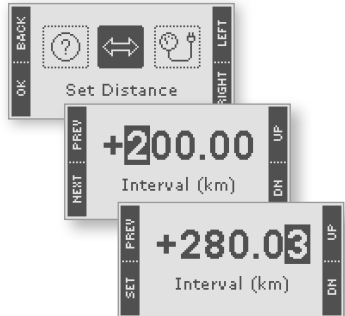 BACK
OK
?
LEFT
RIGHT
Set Distance
PREV
NEXT
+200.00
Interval (km)
UP
DN
PREV
SET
+280.03
Interval (km)
UP
DN